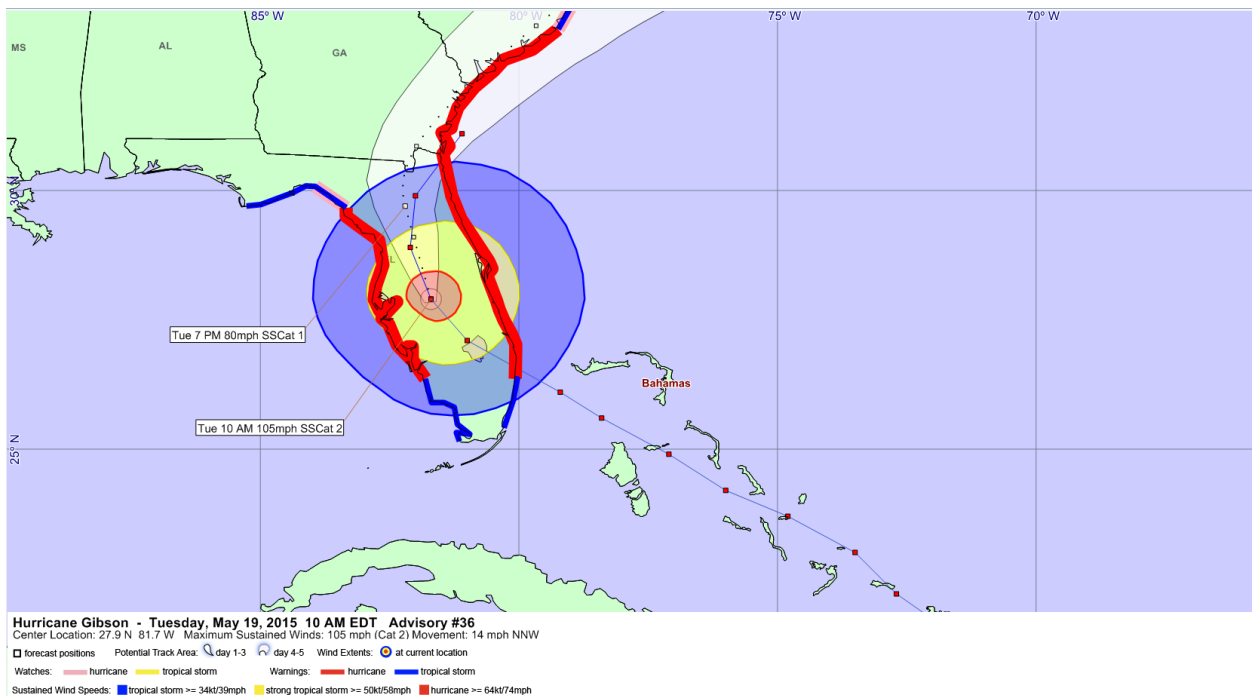 85° W 80° W 75° W 70° W
MS AL GA
30° N
Tue 7 PM 80mph SSCat 1
Bahamas
Tue 10 AM 105mph SSCat 2
25° N
Hurricane Gibson - Tuesday, May 19, 2015 10 AM EDT Advisory #36
Center Location: 27.9 N 81.7 W Maximum Sustained Winds: 105 mph (Cat 2) Movement: 14 mph NNW
forecast positions Potential Track Area: day 1-3 day 4-5 Wind Extents: at current location
Watches: hurricane tropical storm Warnings: hurricane tropical storm
Sustained Wind Speeds: tropical storm >= 34kt/39mph strong tropical storm >= 50kt/58mph hurricane >= 64kt/74mph